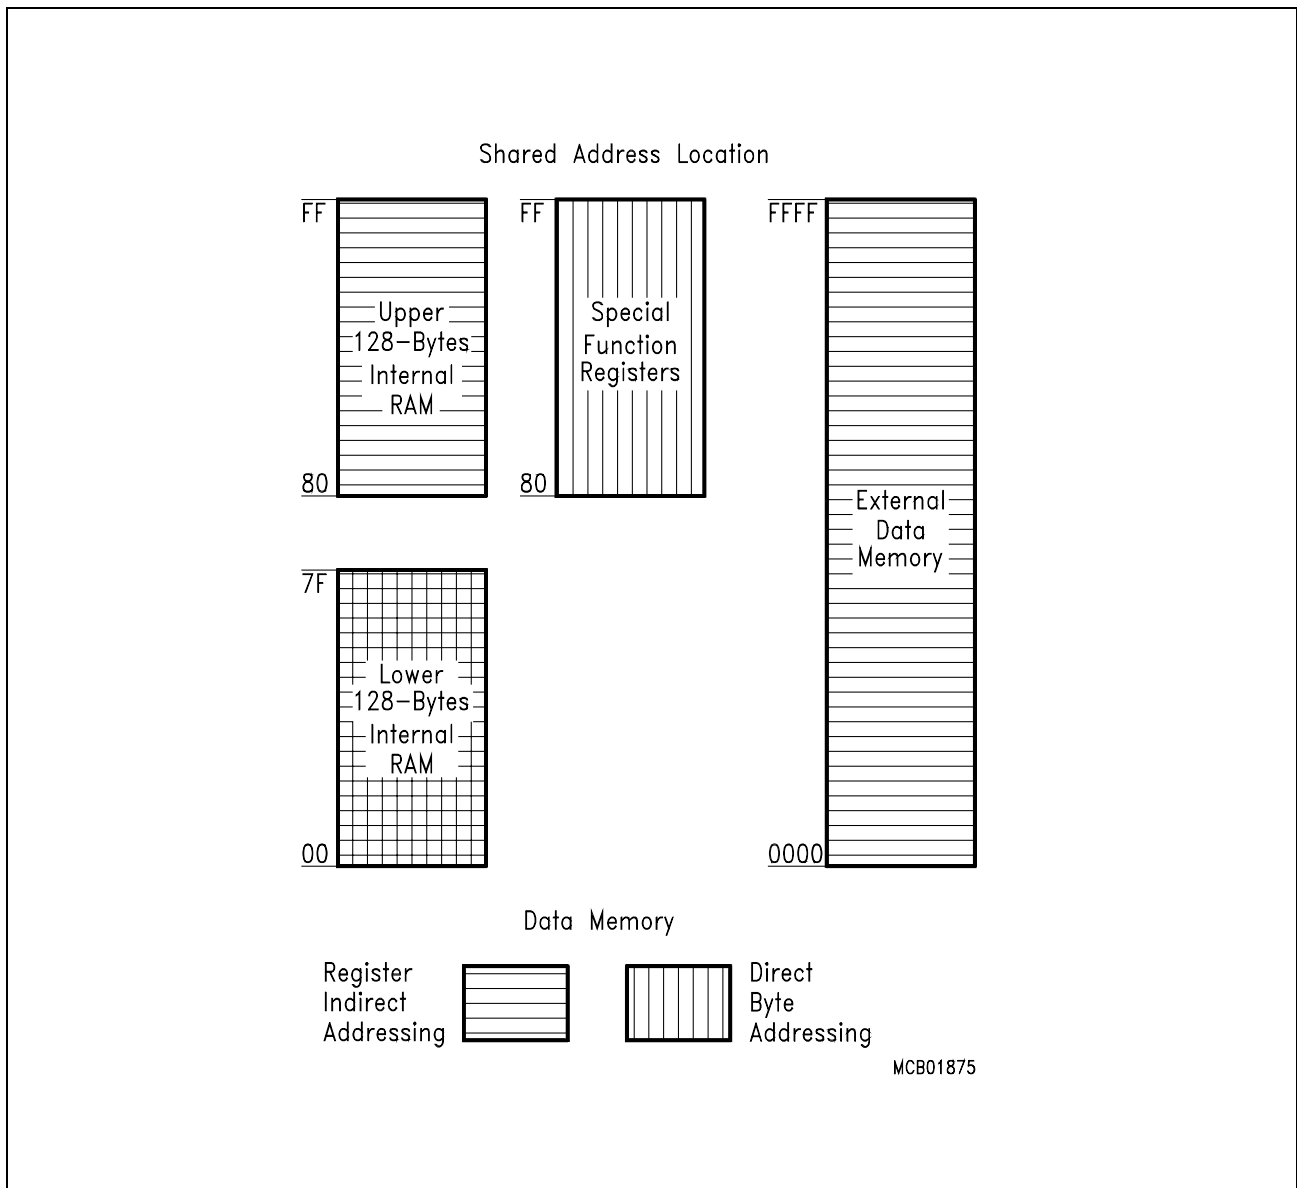 Shared Address Location
FF
Upper
128-Bytes
Internal
RAM
80
FF
Special
Function
Registers
80
FFFF
External
Data
Memory
0000
7F
Lower
128-Bytes
Internal
RAM
00
Data Memory
Register
Indirect
Addressing
Direct
Byte
Addressing
MCB01875